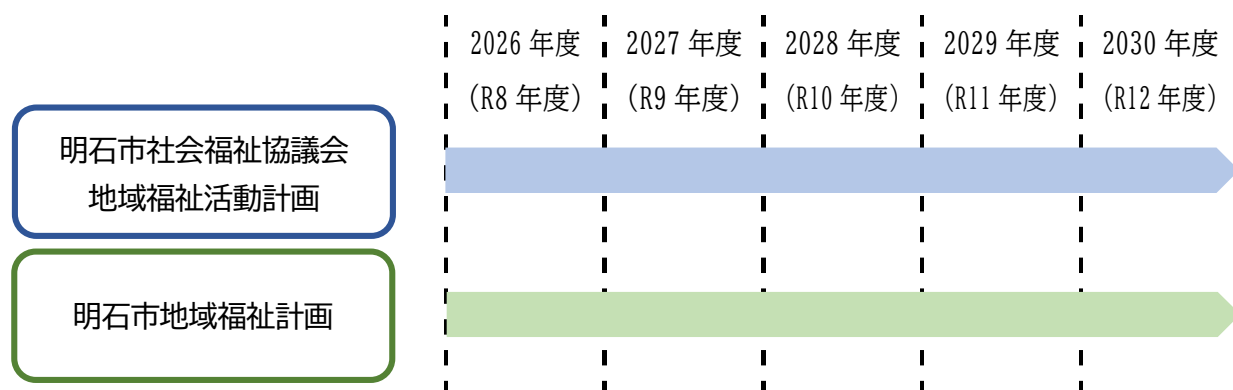 2026 年度 2027 年度 2028 年度 2029 年度 2030 年度
(R8 年度) (R9 年度) (R10 年度) (R11 年度) (R12 年度)
明石市社会福祉協議会
地域福祉活動計画
明石市地域福祉計画